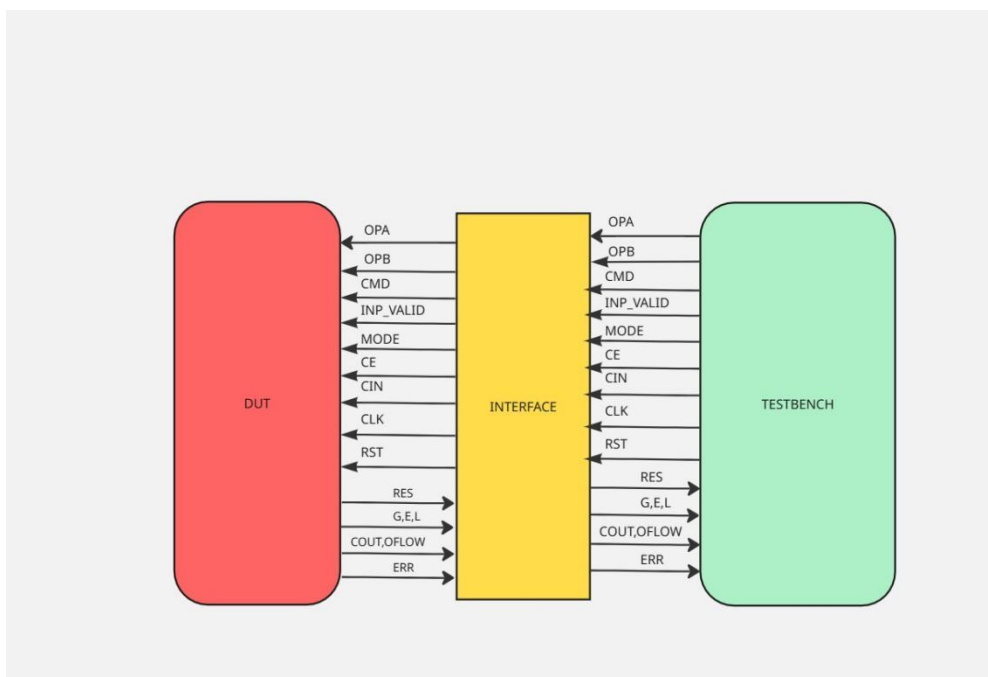 OPA
OPB
CMD
INP_VALID
MODE
CE
CIN
CLK
RST
RES
G,E,L
COUT,OFLOW
ERR
OPA
OPB
CMD
INP_VALID
MODE
CE
CIN
CLK
RST
RES
G,E,L
COUT,OFLOW
ERR
DUT
INTERFACE
TESTBENCH